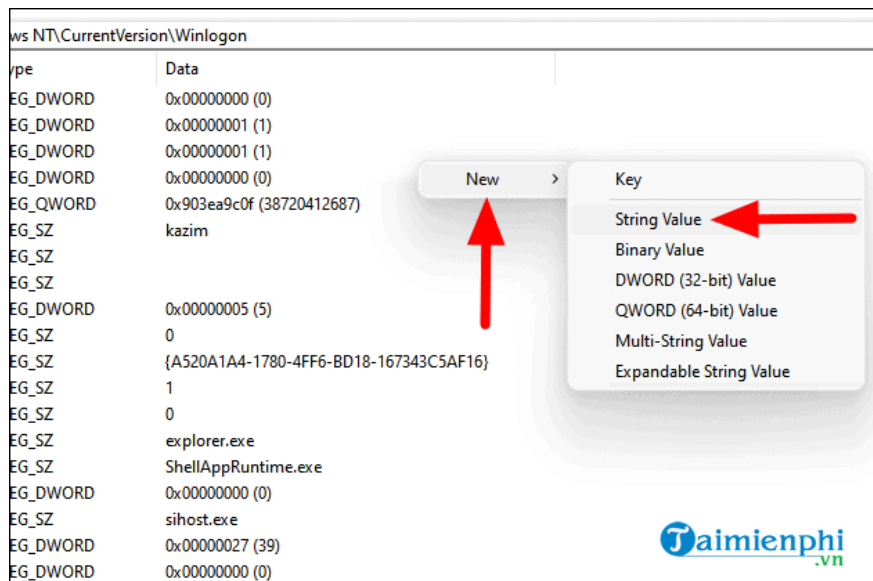 ws NT\CurrentVersion\Winlogon
ype Data
EG_DWORD 0x00000000 (0)
EG_DWORD 0x00000001 (1)
EG_DWORD 0x00000001 (1)
EG_DWORD 0x00000000 (0)
EG_QWORD 0x903ea9c0f (38720412687)
EG_SZ kazim
EG_SZ
EG_SZ
EG_DWORD 0x00000005 (5)
EG_SZ 0
EG_SZ {A520A1A4-1780-4FF6-BD18-167343C5AF16}
EG_SZ 1
EG_SZ 0
EG_SZ explorer.exe
EG_SZ ShellAppRuntime.exe
EG_DWORD 0x00000000 (0)
EG_SZ sihost.exe
EG_DWORD 0x00000027 (39)
EG_DWORD 0x00000000 (0)
New >
Key
String Value
Binary Value
DWORD (32-bit) Value
QWORD (64-bit) Value
Multi-String Value
Expandable String Value
Taimienphi
.vn